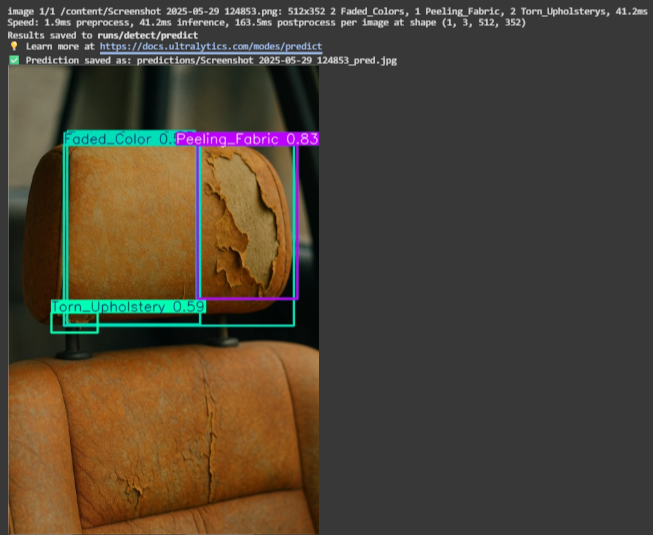 image 1/1 /content/Screenshot 2025-05-29 124853.png: 512x352 2 Faded_Colors, 1 Peeling_Fabric, 2 Torn_Upholsterys, 41.2ms
Speed: 1.9ms preprocess, 41.2ms inference, 163.5ms postprocess per image at shape (1, 3, 512, 352)
Results saved to runs/detect/predict
💡 Learn more at https://docs.ultralytics.com/modes/predict
✅ Prediction saved as: predictions/Screenshot 2025-05-29 124853_pred.jpg
Faded_Color Peeling_Fabric 0.83
Torn_Upholstery 0.59